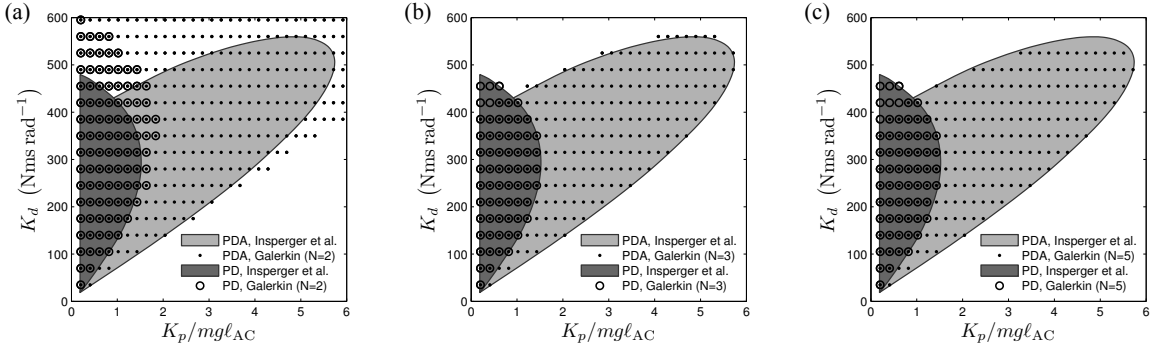 (a)
600
500
400
300
200
100
0
K_d (Nms rad⁻¹)
PDA, Insperger et al.
PDA, Galerkin (N=2)
PD, Insperger et al.
PD, Galerkin (N=2)
0 1 2 3 4 5 6
K_p/mgℓ_AC
(b)
600
500
400
300
200
100
0
K_d (Nms rad⁻¹)
PDA, Insperger et al.
PDA, Galerkin (N=3)
PD, Insperger et al.
PD, Galerkin (N=3)
0 1 2 3 4 5 6
K_p/mgℓ_AC
(c)
600
500
400
300
200
100
0
K_d (Nms rad⁻¹)
PDA, Insperger et al.
PDA, Galerkin (N=5)
PD, Insperger et al.
PD, Galerkin (N=5)
0 1 2 3 4 5 6
K_p/mgℓ_AC